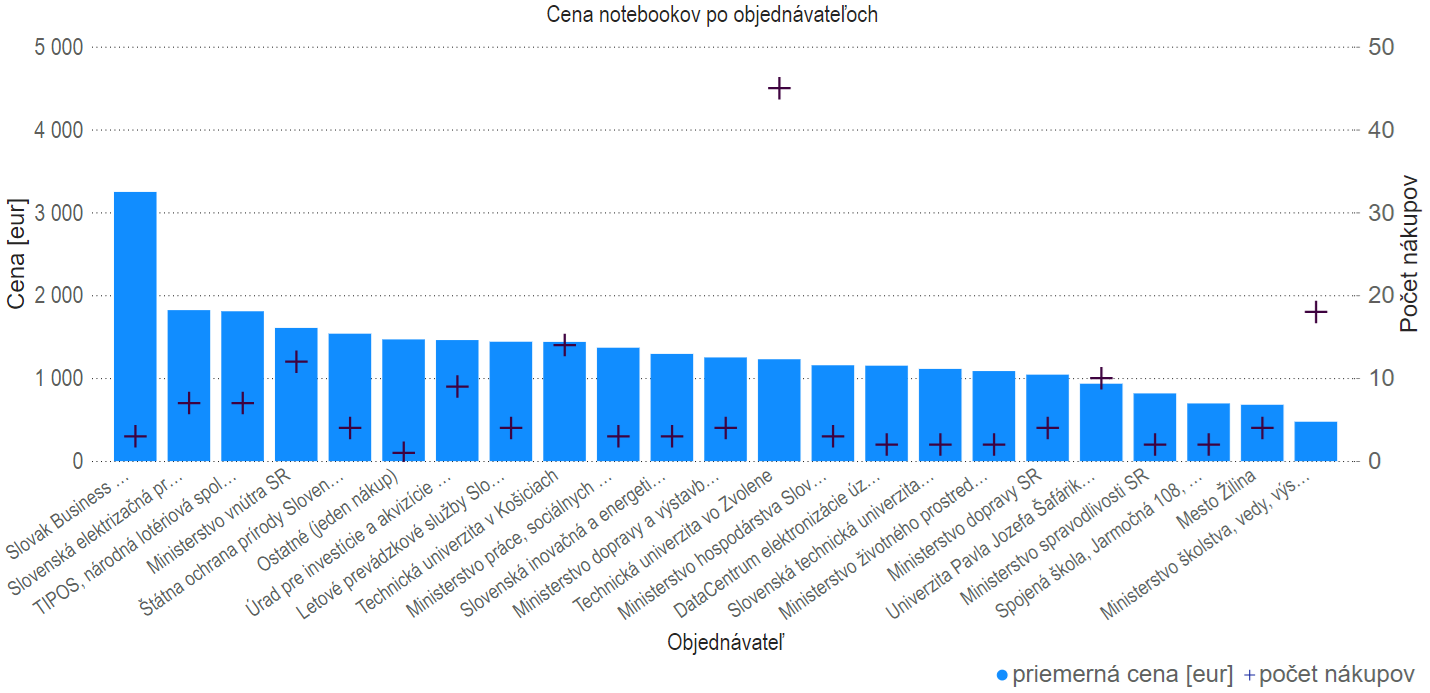 Cena notebookov po objednávateľoch
5 000
4 000
3 000
2 000
1 000
0
Cena [eur]
50
40
30
20
10
0
Počet nákupov
Slovak Business …
Slovenská elektrizačná pr…
TIPOS, národná lotériová spol…
Ministerstvo vnútra SR
Štátna ochrana prírody Sloven…
Ostatné (jeden nákup)
Úrad pre investície a akvizície …
Letové prevádzkové služby Slo…
Technická univerzita v Košiciach
Ministerstvo práce, sociálnych …
Slovenská inovačná a energeti…
Ministerstvo dopravy a výstavb…
Technická univerzita vo Zvolene
Ministerstvo hospodárstva Slov…
DataCentrum elektronizácie úz…
Slovenská technická univerzita…
Ministerstvo životného prostred…
Ministerstvo dopravy SR
Univerzita Pavla Jozefa Šafárik…
Ministerstvo spravodlivosti SR
Spojená škola, Jarmočná 108, …
Mesto Žilina
Ministerstvo školstva, vedy, výs…
Objednávateľ
priemerná cena [eur] počet nákupov